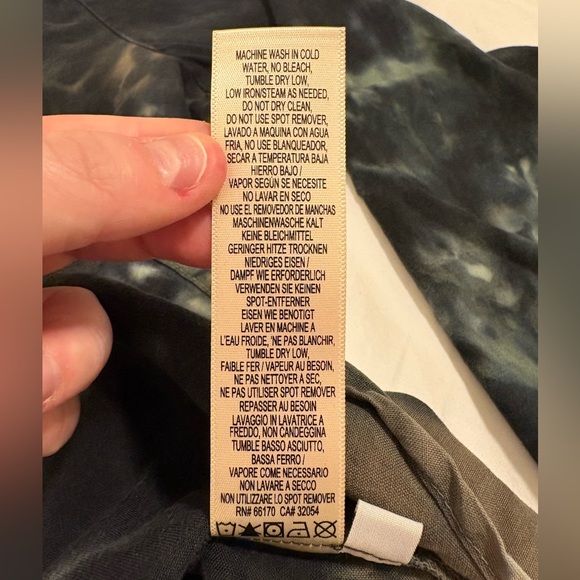 MACHINE WASH IN COLD
WATER, NO BLEACH,
TUMBLE DRY LOW,
LOW IRON/STEAM AS NEEDED,
DO NOT DRY CLEAN,
DO NOT USE SPOT REMOVER,
LAVADO A MAQUINA CON AGUA
FRIA, NO USE BLANQUEADOR,
SECAR A TEMPERATURA BAJA
HIERRO BAJO /
VAPOR SEGÚN SE NECESITE
NO LAVAR EN SECO
NO USE EL REMOVEDOR DE MANCHAS
MASCHINENWASCHE KALT
KEINE BLEICHMITTEL
GERINGER HITZE TROCKNEN
NIEDRIGES EISEN /
DAMPF WIE ERFORDERLICH
VERWENDEN SIE KEINEN
SPOT-ENTFERNER
EISEN WIE BENÖTIGT
LAVER EN MACHINE A
L'EAU FROIDE, 'NE PAS BLANCHIR,
TUMBLE DRY LOW,
FAIBLE FER / VAPEUR AU BESOIN,
NE PAS NETTOYER A SEC,
NE PAS UTILISER SPOT REMOVER
REPASSER AU BESOIN
LAVAGGIO IN LAVATRICE A
FREDDO, NON CANDEGGINA
TUMBLE BASSO ASCIUTTO,
BASSA FERRO /
VAPORE COME NECESSARIO
NON LAVARE A SECCO
NON UTILIZZARE LO SPOT REMOVER
RN# 66170 CA# 32054